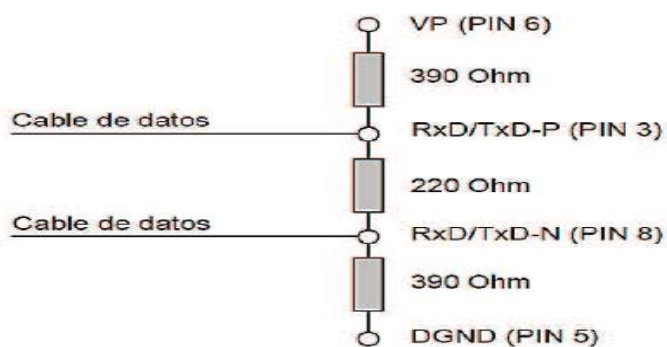 VP (PIN 6)
390 Ohm
Cable de datos
RxD/TxD-P (PIN 3)
220 Ohm
Cable de datos
RxD/TxD-N (PIN 8)
390 Ohm
DGND (PIN 5)